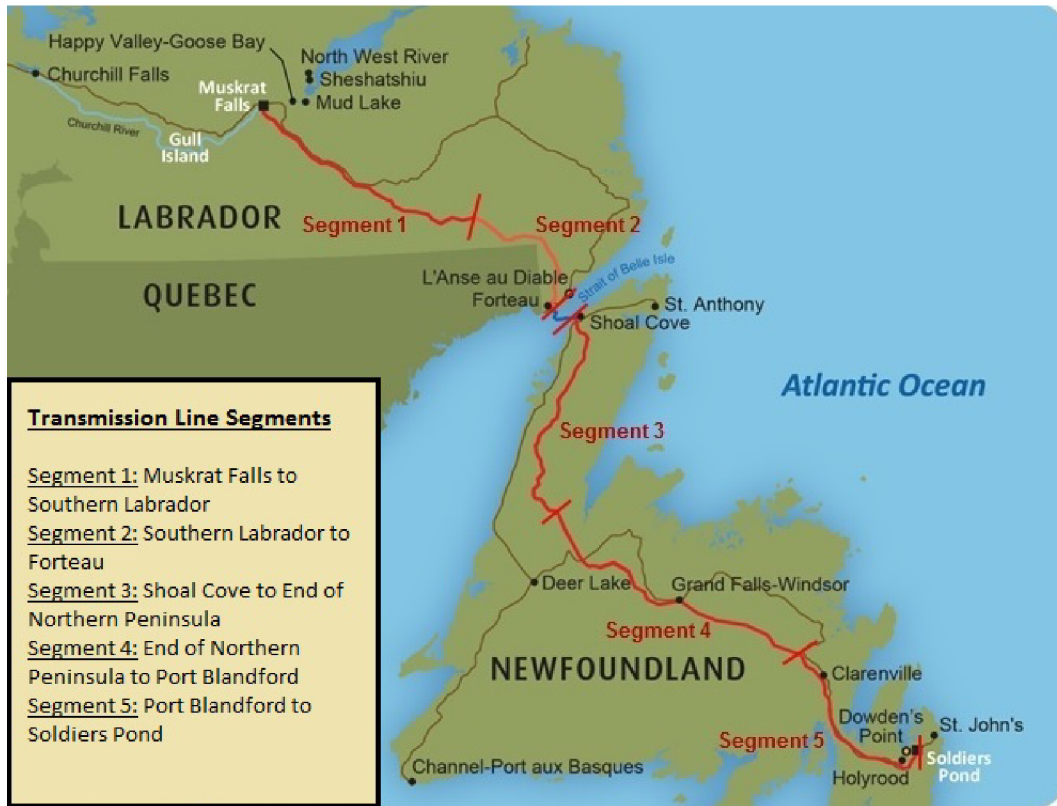 Happy Valley-Goose Bay
North West River
Churchill Falls
Sheshatshiu
Muskrat
Falls
Mud Lake
Churchill River
Gull
Island
LABRADOR
Segment 1
Segment 2
QUEBEC
L'Anse au Diable
Strait of Belle Isle
Forteau
St. Anthony
Shoal Cove
Atlantic Ocean
Segment 3
Transmission Line Segments
Segment 1: Muskrat Falls to
Southern Labrador
Segment 2: Southern Labrador to
Forteau
Segment 3: Shoal Cove to End of
Northern Peninsula
Segment 4: End of Northern
Peninsula to Port Blandford
Segment 5: Port Blandford to
Soldiers Pond
Deer Lake
Grand Falls-Windsor
Segment 4
NEWFOUNDLAND
Clarenville
Dowden's
Point
St. John's
Segment 5
Soldiers
Pond
Holyrood
Channel-Port aux Basques